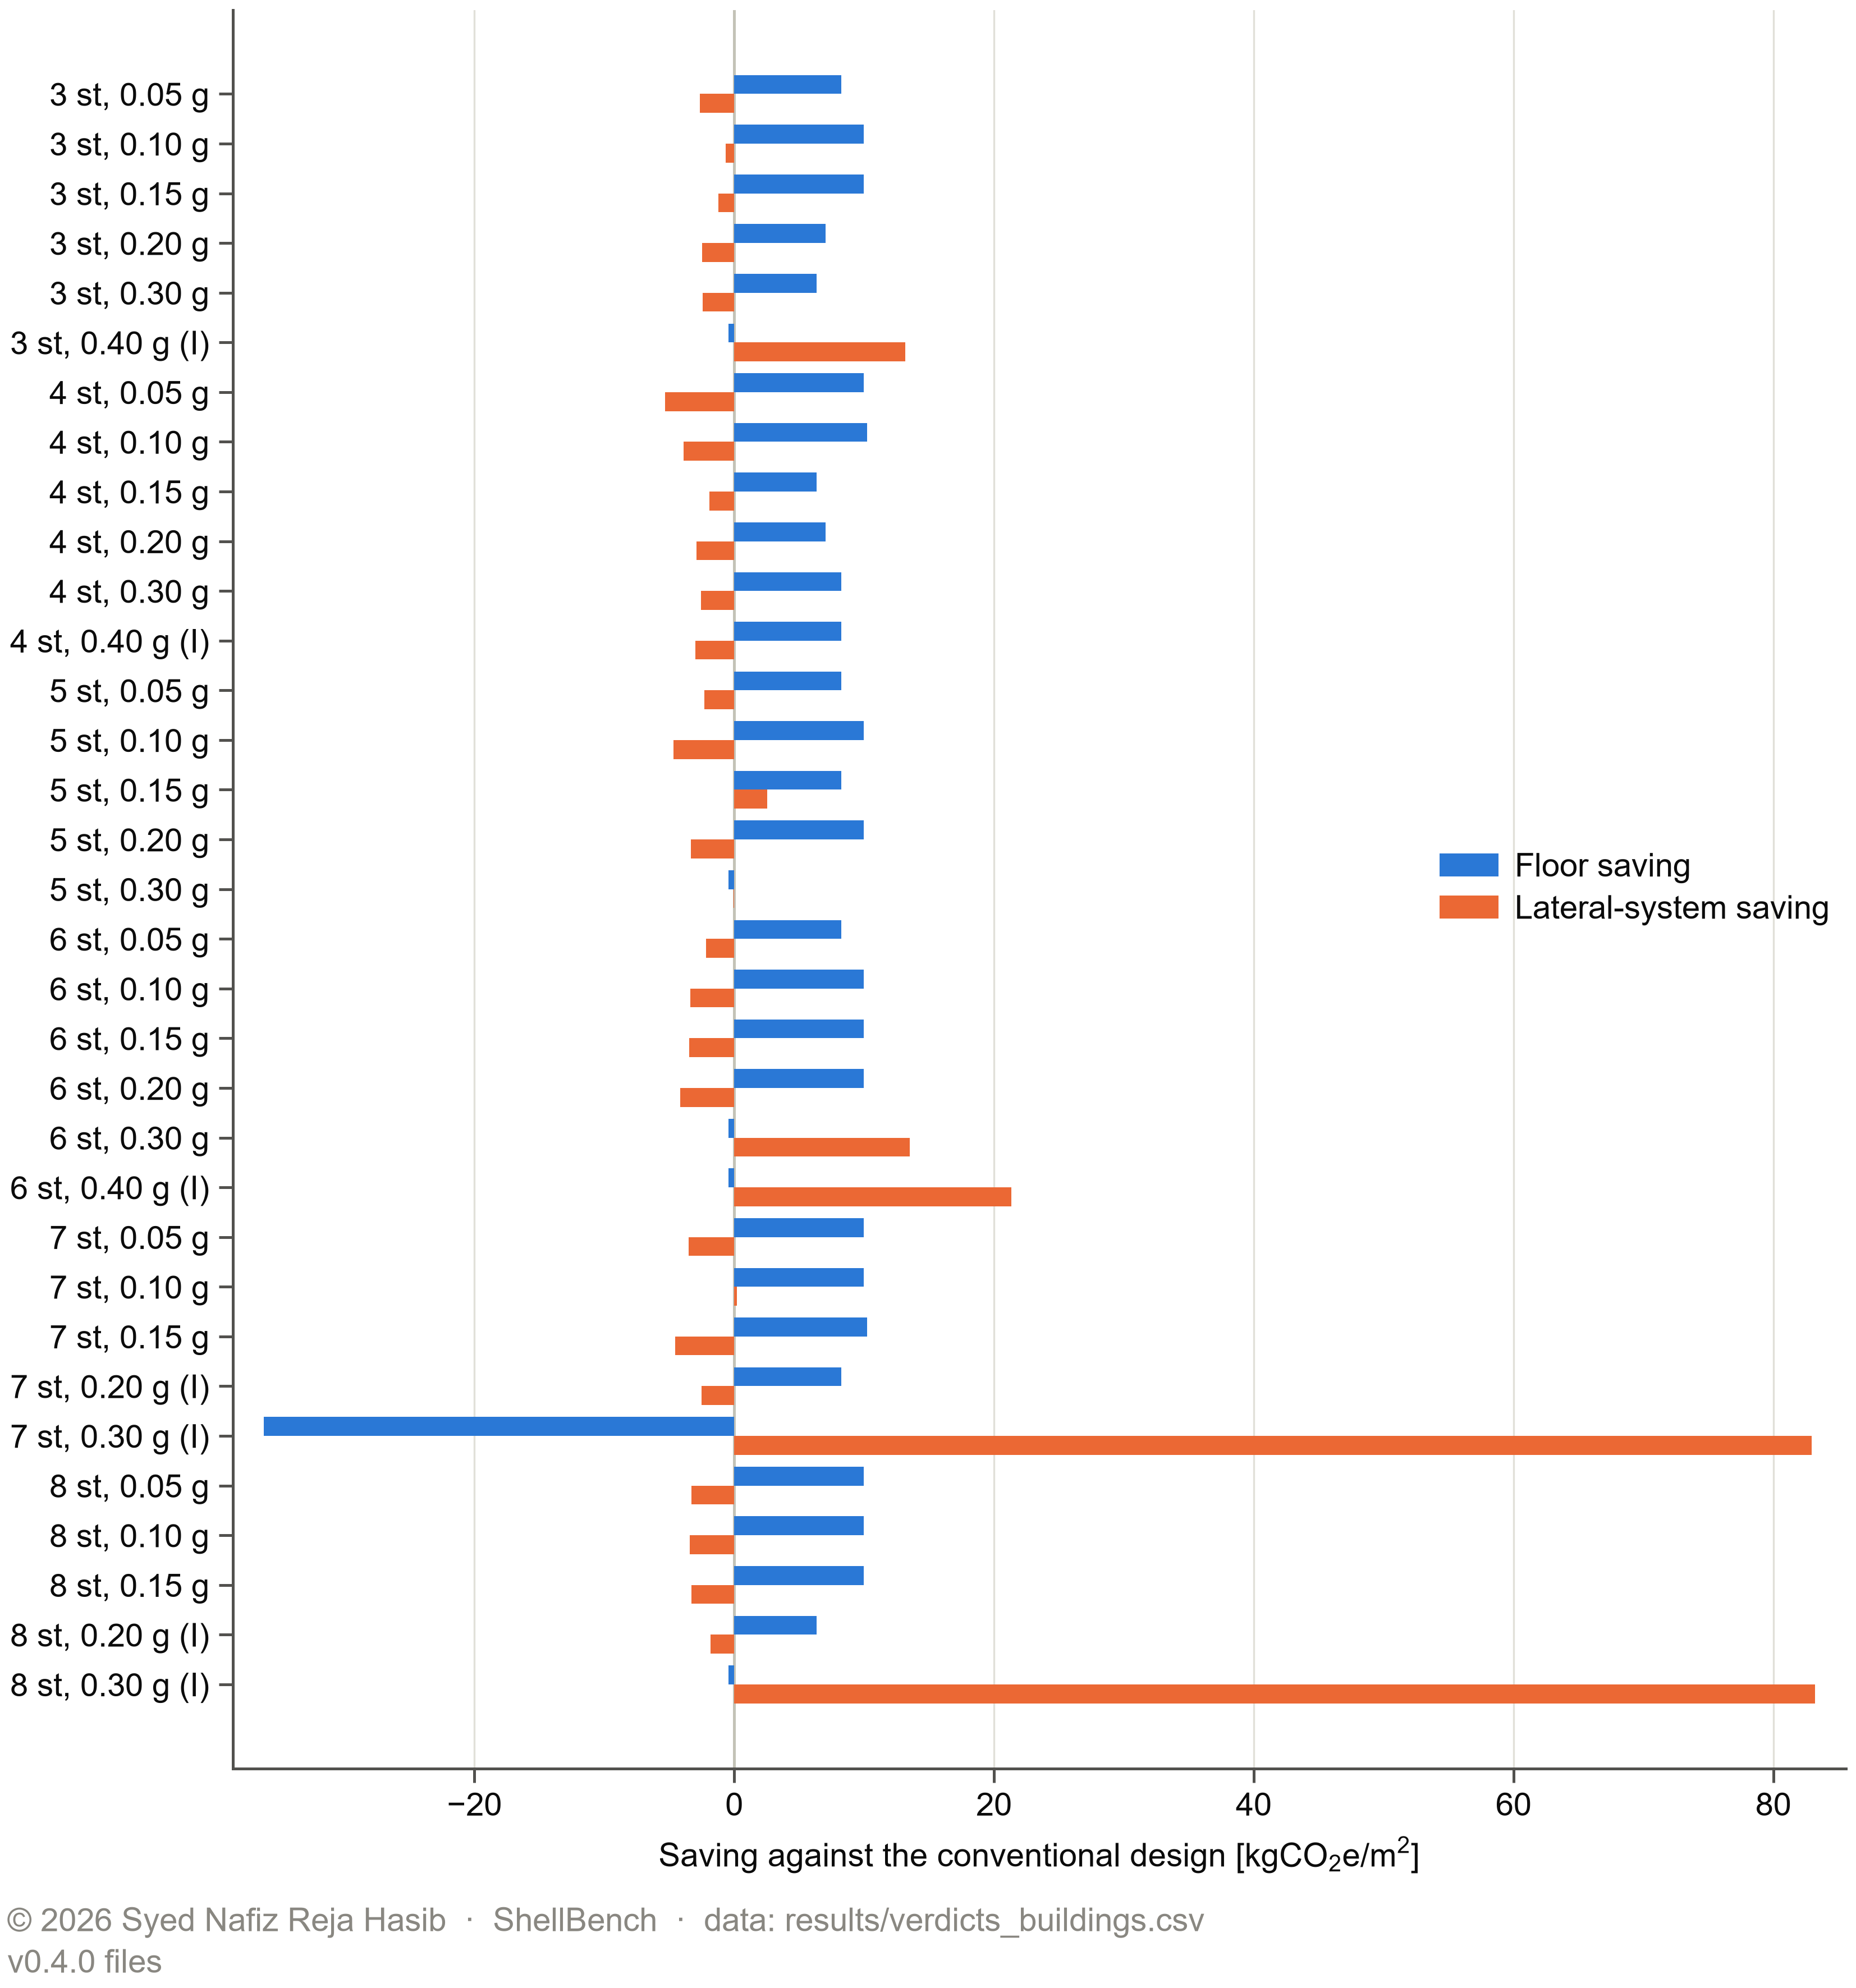 3 st, 0.05 g
3 st, 0.10 g
3 st, 0.15 g
3 st, 0.20 g
3 st, 0.30 g
3 st, 0.40 g (I)
4 st, 0.05 g
4 st, 0.10 g
4 st, 0.15 g
4 st, 0.20 g
4 st, 0.30 g
4 st, 0.40 g (I)
5 st, 0.05 g
5 st, 0.10 g
5 st, 0.15 g
5 st, 0.20 g
5 st, 0.30 g
6 st, 0.05 g
6 st, 0.10 g
6 st, 0.15 g
6 st, 0.20 g
6 st, 0.30 g
6 st, 0.40 g (I)
7 st, 0.05 g
7 st, 0.10 g
7 st, 0.15 g
7 st, 0.20 g (I)
7 st, 0.30 g (I)
8 st, 0.05 g
8 st, 0.10 g
8 st, 0.15 g
8 st, 0.20 g (I)
8 st, 0.30 g (I)
Floor saving
Lateral-system saving
−20 0 20 40 60 80
Saving against the conventional design [kgCO₂e/m²]
© 2026 Syed Nafiz Reja Hasib · ShellBench · data: results/verdicts_buildings.csv
v0.4.0 files